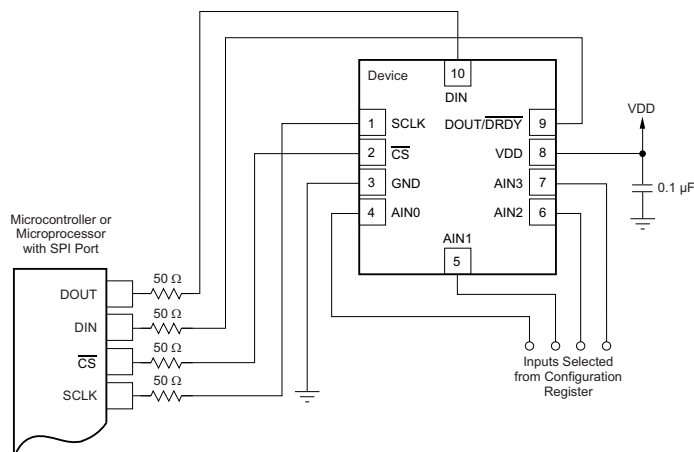 Device
10
DIN
1
SCLK
DOUT/DRDY
9
2
CS
VDD
8
VDD
3
GND
AIN3
7
0.1 µF
4
AIN0
AIN2
6
AIN1
5
Microcontroller or
Microprocessor
with SPI Port
50 Ω
DOUT
50 Ω
DIN
50 Ω
CS
50 Ω
SCLK
Inputs Selected
from Configuration
Register